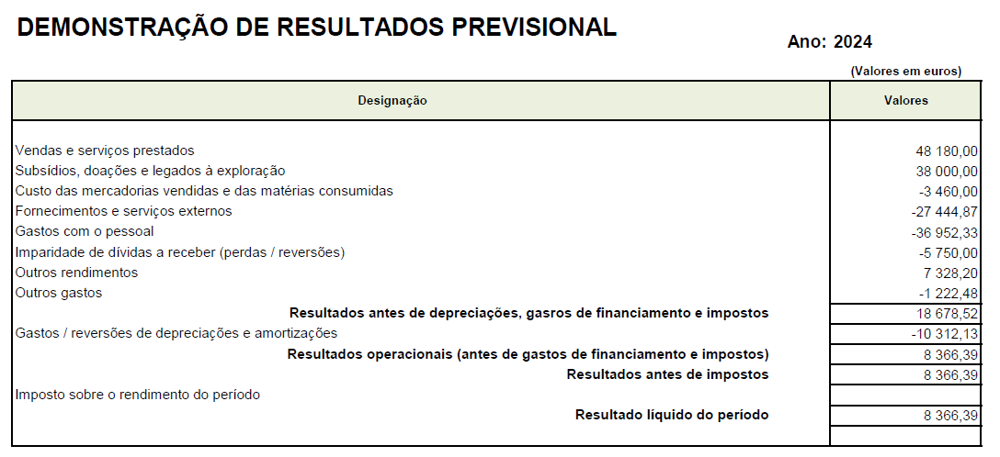 DEMONSTRAÇÃO DE RESULTADOS PREVISIONAL
Ano: 2024
(Valores em euros)
Designação Valores
Vendas e serviços prestados 48 180,00
Subsídios, doações e legados à exploração 38 000,00
Custo das mercadorias vendidas e das matérias consumidas -3 460,00
Fornecimentos e serviços externos -27 444,87
Gastos com o pessoal -36 952,33
Imparidade de dívidas a receber (perdas / reversões) -5 750,00
Outros rendimentos 7 328,20
Outros gastos -1 222,48
Resultados antes de depreciações, gasros de financiamento e impostos 18 678,52
Gastos / reversões de depreciações e amortizações -10 312,13
Resultados operacionais (antes de gastos de financiamento e impostos) 8 366,39
Resultados antes de impostos 8 366,39
Imposto sobre o rendimento do período
Resultado líquido do período 8 366,39